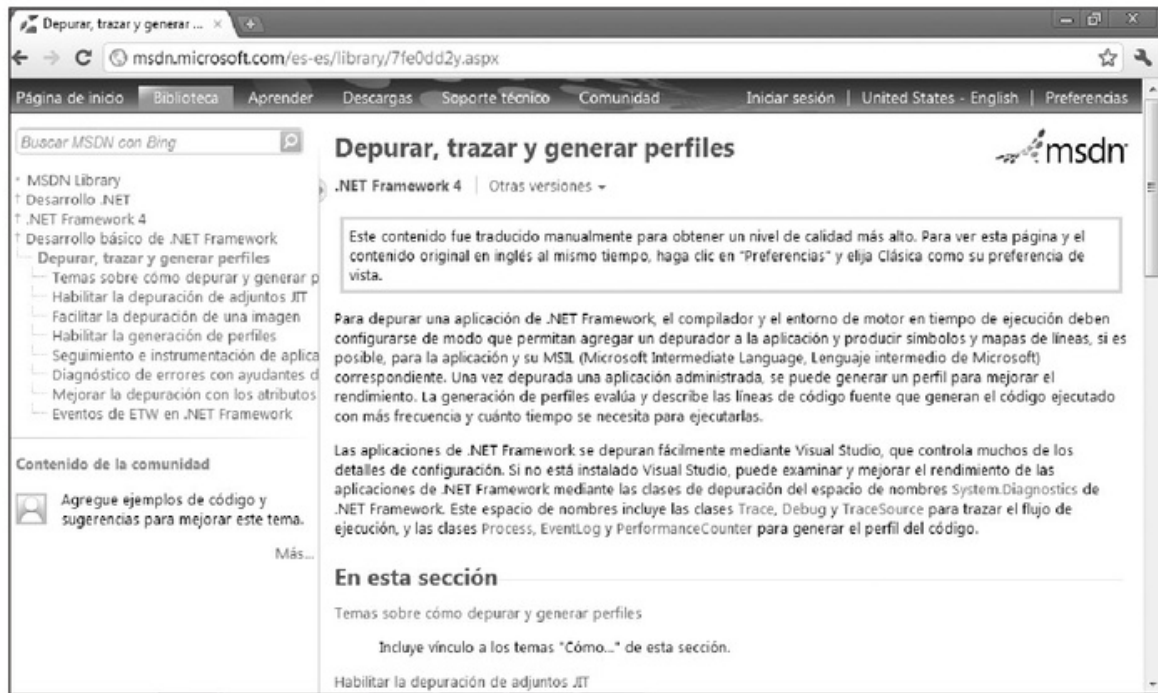 Depurar, trazar y generar ...
msdn.microsoft.com/es-es/library/7fe0dd2y.aspx
Página de inicio Biblioteca Aprender Descargas Soporte técnico Comunidad Iniciar sesión | United States - English | Preferencias
Buscar MSDN con Bing
MSDN Library
Desarrollo .NET
.NET Framework 4
Desarrollo básico de .NET Framework
Depurar, trazar y generar perfiles
Temas sobre cómo depurar y generar p
Habilitar la depuración de adjuntos JIT
Facilitar la depuración de una imagen
Habilitar la generación de perfiles
Seguimiento e instrumentación de aplica
Diagnóstico de errores con ayudantes d
Mejorar la depuración con los atributos
Eventos de ETW en .NET Framework
Contenido de la comunidad
Agregue ejemplos de código y
sugerencias para mejorar este tema.
Más...
Depurar, trazar y generar perfiles
msdn
.NET Framework 4 | Otras versiones
Este contenido fue traducido manualmente para obtener un nivel de calidad más alto. Para ver esta página y el
contenido original en inglés al mismo tiempo, haga clic en "Preferencias" y elija Clásica como su preferencia de
vista.
Para depurar una aplicación de .NET Framework, el compilador y el entorno de motor en tiempo de ejecución deben
configurarse de modo que permitan agregar un depurador a la aplicación y producir símbolos y mapas de líneas, si es
posible, para la aplicación y su MSIL (Microsoft Intermediate Language, Lenguaje intermedio de Microsoft)
correspondiente. Una vez depurada una aplicación administrada, se puede generar un perfil para mejorar el
rendimiento. La generación de perfiles evalúa y describe las líneas de código fuente que generan el código ejecutado
con más frecuencia y cuánto tiempo se necesita para ejecutarlas.
Las aplicaciones de .NET Framework se depuran fácilmente mediante Visual Studio, que controla muchos de los
detalles de configuración. Si no está instalado Visual Studio, puede examinar y mejorar el rendimiento de las
aplicaciones de .NET Framework mediante las clases de depuración del espacio de nombres System.Diagnostics de
.NET Framework. Este espacio de nombres incluye las clases Trace, Debug y TraceSource para trazar el flujo de
ejecución, y las clases Process, EventLog y PerformanceCounter para generar el perfil del código.
En esta sección
Temas sobre cómo depurar y generar perfiles
Incluye vínculo a los temas "Cómo..." de esta sección.
Habilitar la depuración de adjuntos JIT